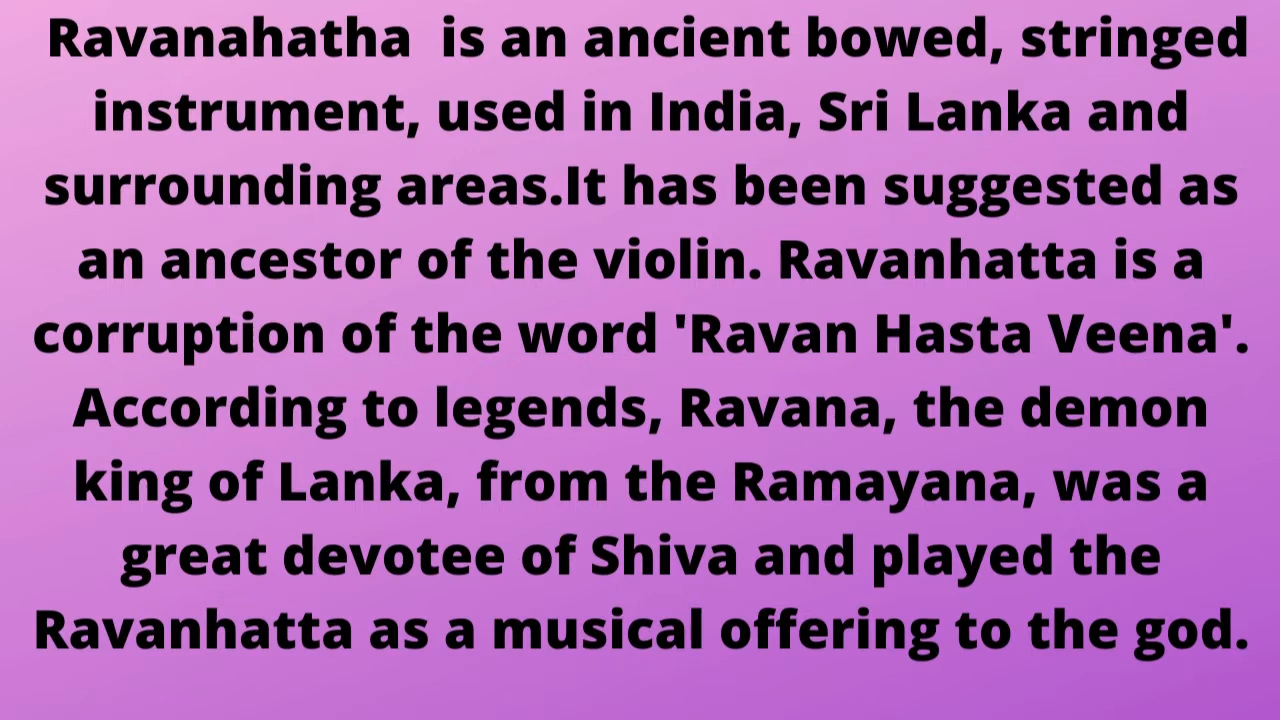 Ravanahatha  is an ancient bowed, stringed
instrument, used in India, Sri Lanka and
surrounding areas.It has been suggested as
an ancestor of the violin. Ravanhatta is a
corruption of the word 'Ravan Hasta Veena'.
According to legends, Ravana, the demon
king of Lanka, from the Ramayana, was a
great devotee of Shiva and played the
Ravanhatta as a musical offering to the god.